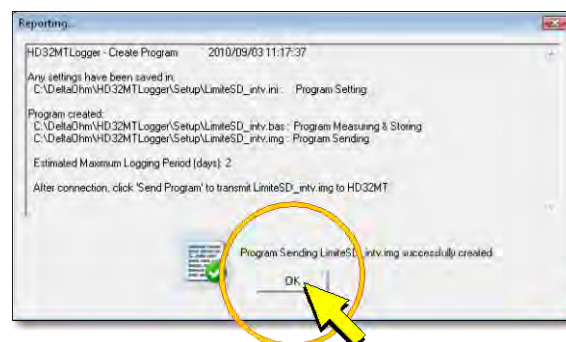 Reporting...
HD32MTLogger - Create Program 2010/09/03 11:17:37
Any settings have been saved in:
C:\DeltaOhm\HD32MTLogger\Setup\LimiteSD_intv.ini : Program Setting
Program created:
C:\DeltaOhm\HD32MTLogger\Setup\LimiteSD_intv.bas : Program Measuring & Storing
C:\DeltaOhm\HD32MTLogger\Setup\LimiteSD_intv.img : Program Sending
Estimated Maximum Logging Period (days): 2
After connection, click 'Send Program' to transmit LimiteSD_intv.img to HD32MT
Program Sending LimiteSD_intv.img successfully created.
OK